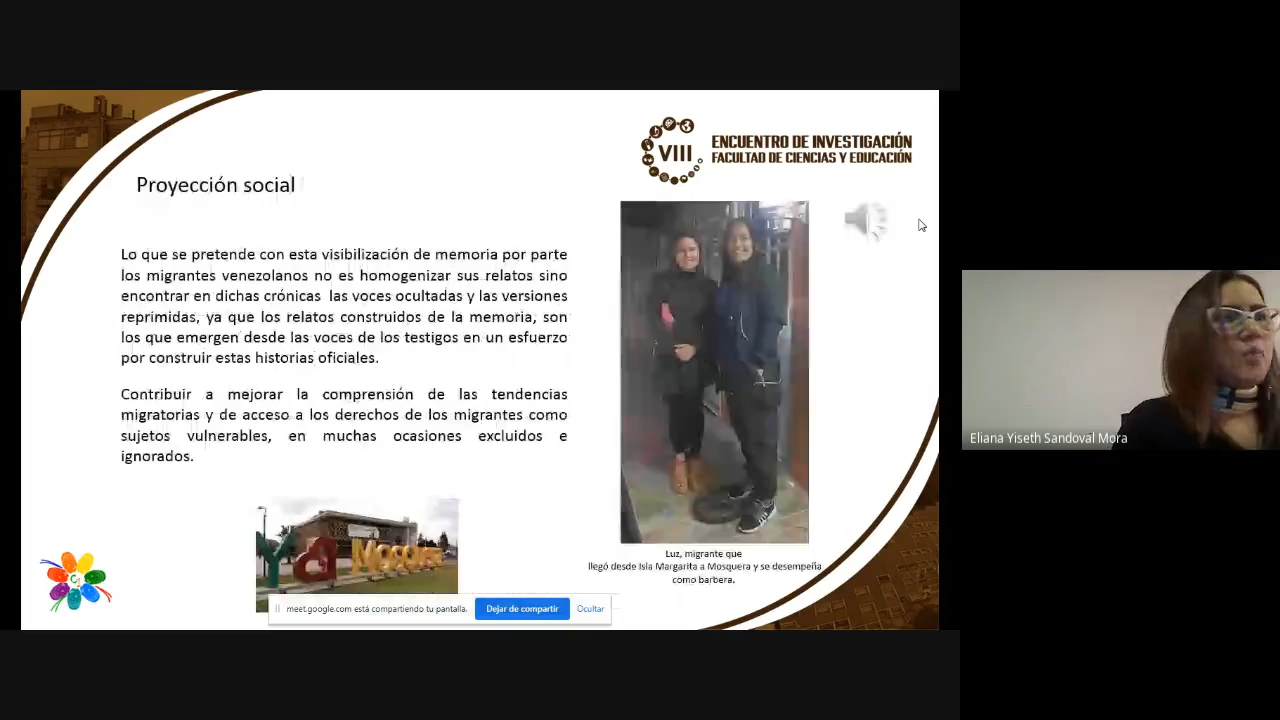 VIII
ENCUENTRO DE INVESTIGACIÓN
FACULTAD DE CIENCIAS Y EDUCACIÓN
Proyección social
Lo que se pretende con esta visibilización de memoria por parte
los migrantes venezolanos no es homogenizar sus relatos sino
encontrar en dichas crónicas las voces ocultadas y las versiones
reprimidas, ya que los relatos construidos de la memoria, son
los que emergen desde las voces de los testigos en un esfuerzo
por construir estas historias oficiales.
Contribuir a mejorar la comprensión de las tendencias
migratorias y de acceso a los derechos de los migrantes como
sujetos vulnerables, en muchas ocasiones excluidos e
ignorados.
Luz, migrante que
llegó desde Isla Margarita a Mosquera y se desempeña
como barbera.
meet.google.com está compartiendo tu pantalla.
Dejar de compartir
Ocultar
Eliana Yiseth Sandoval Mora